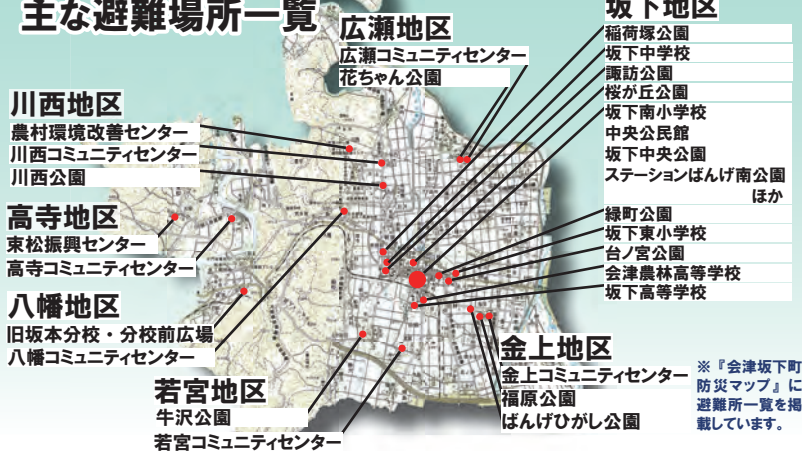 主な避難場所一覧
広瀬地区
広瀬コミュニティセンター
花ちゃん公園
坂下地区
稲荷塚公園
坂下中学校
諏訪公園
桜が丘公園
坂下南小学校
中央公民館
坂下中央公園
ステーションばんげ南公園
ほか
緑町公園
坂下東小学校
台ノ宮公園
会津農林高等学校
坂下高等学校
川西地区
農村環境改善センター
川西コミュニティセンター
川西公園
高寺地区
束松振興センター
高寺コミュニティセンター
八幡地区
旧坂本分校・分校前広場
八幡コミュニティセンター
若宮地区
牛沢公園
若宮コミュニティセンター
金上地区
金上コミュニティセンター
福原公園
ばんげひがし公園
※『会津坂下町
防災マップ』に
避難所一覧を掲
載しています。